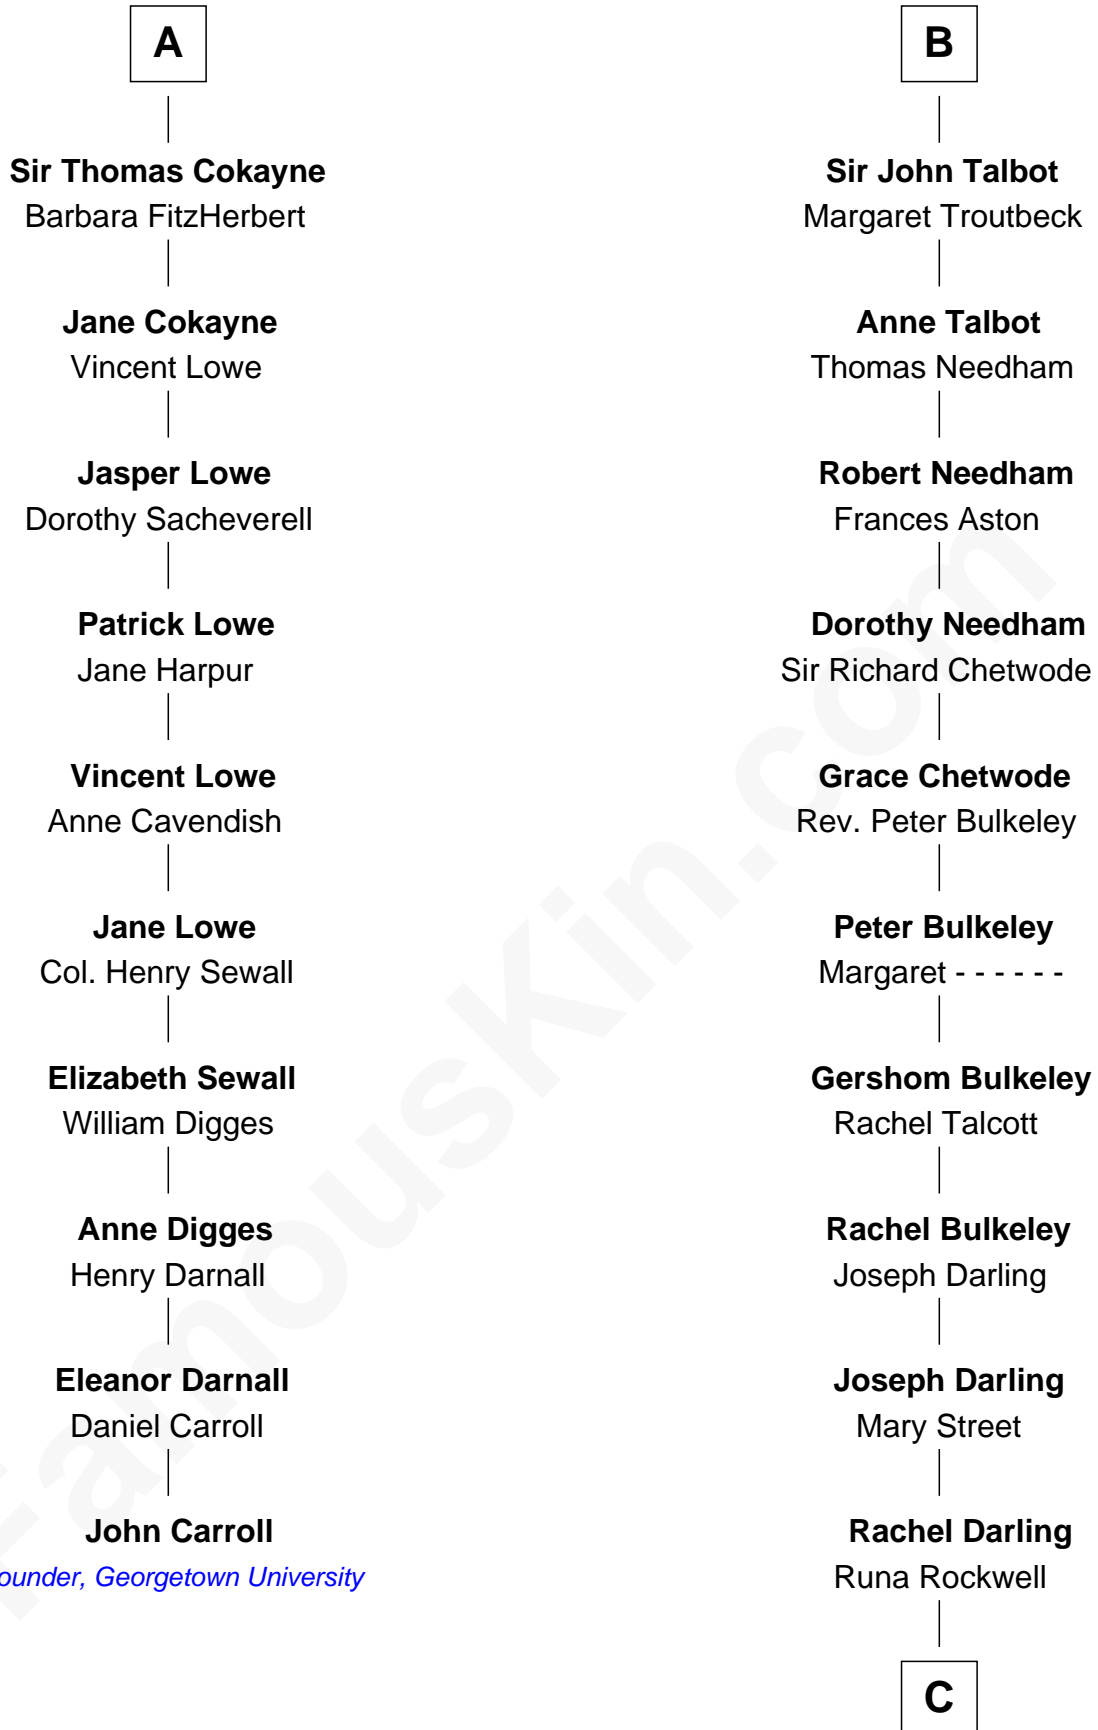 A
Sir Thomas Cokayne
Barbara FitzHerbert
Jane Cokayne
Vincent Lowe
Jasper Lowe
Dorothy Sacheverell
Patrick Lowe
Jane Harpur
Vincent Lowe
Anne Cavendish
Jane Lowe
Col. Henry Sewall
Elizabeth Sewall
William Digges
Anne Digges
Henry Darnall
Eleanor Darnall
Daniel Carroll
John Carroll
ounder, Georgetown University
B
Sir John Talbot
Margaret Troutbeck
Anne Talbot
Thomas Needham
Robert Needham
Frances Aston
Dorothy Needham
Sir Richard Chetwode
Grace Chetwode
Rev. Peter Bulkeley
Peter Bulkeley
Margaret - - - - - -
Gershom Bulkeley
Rachel Talcott
Rachel Bulkeley
Joseph Darling
Joseph Darling
Mary Street
Rachel Darling
Runa Rockwell
C
FamousKin.com